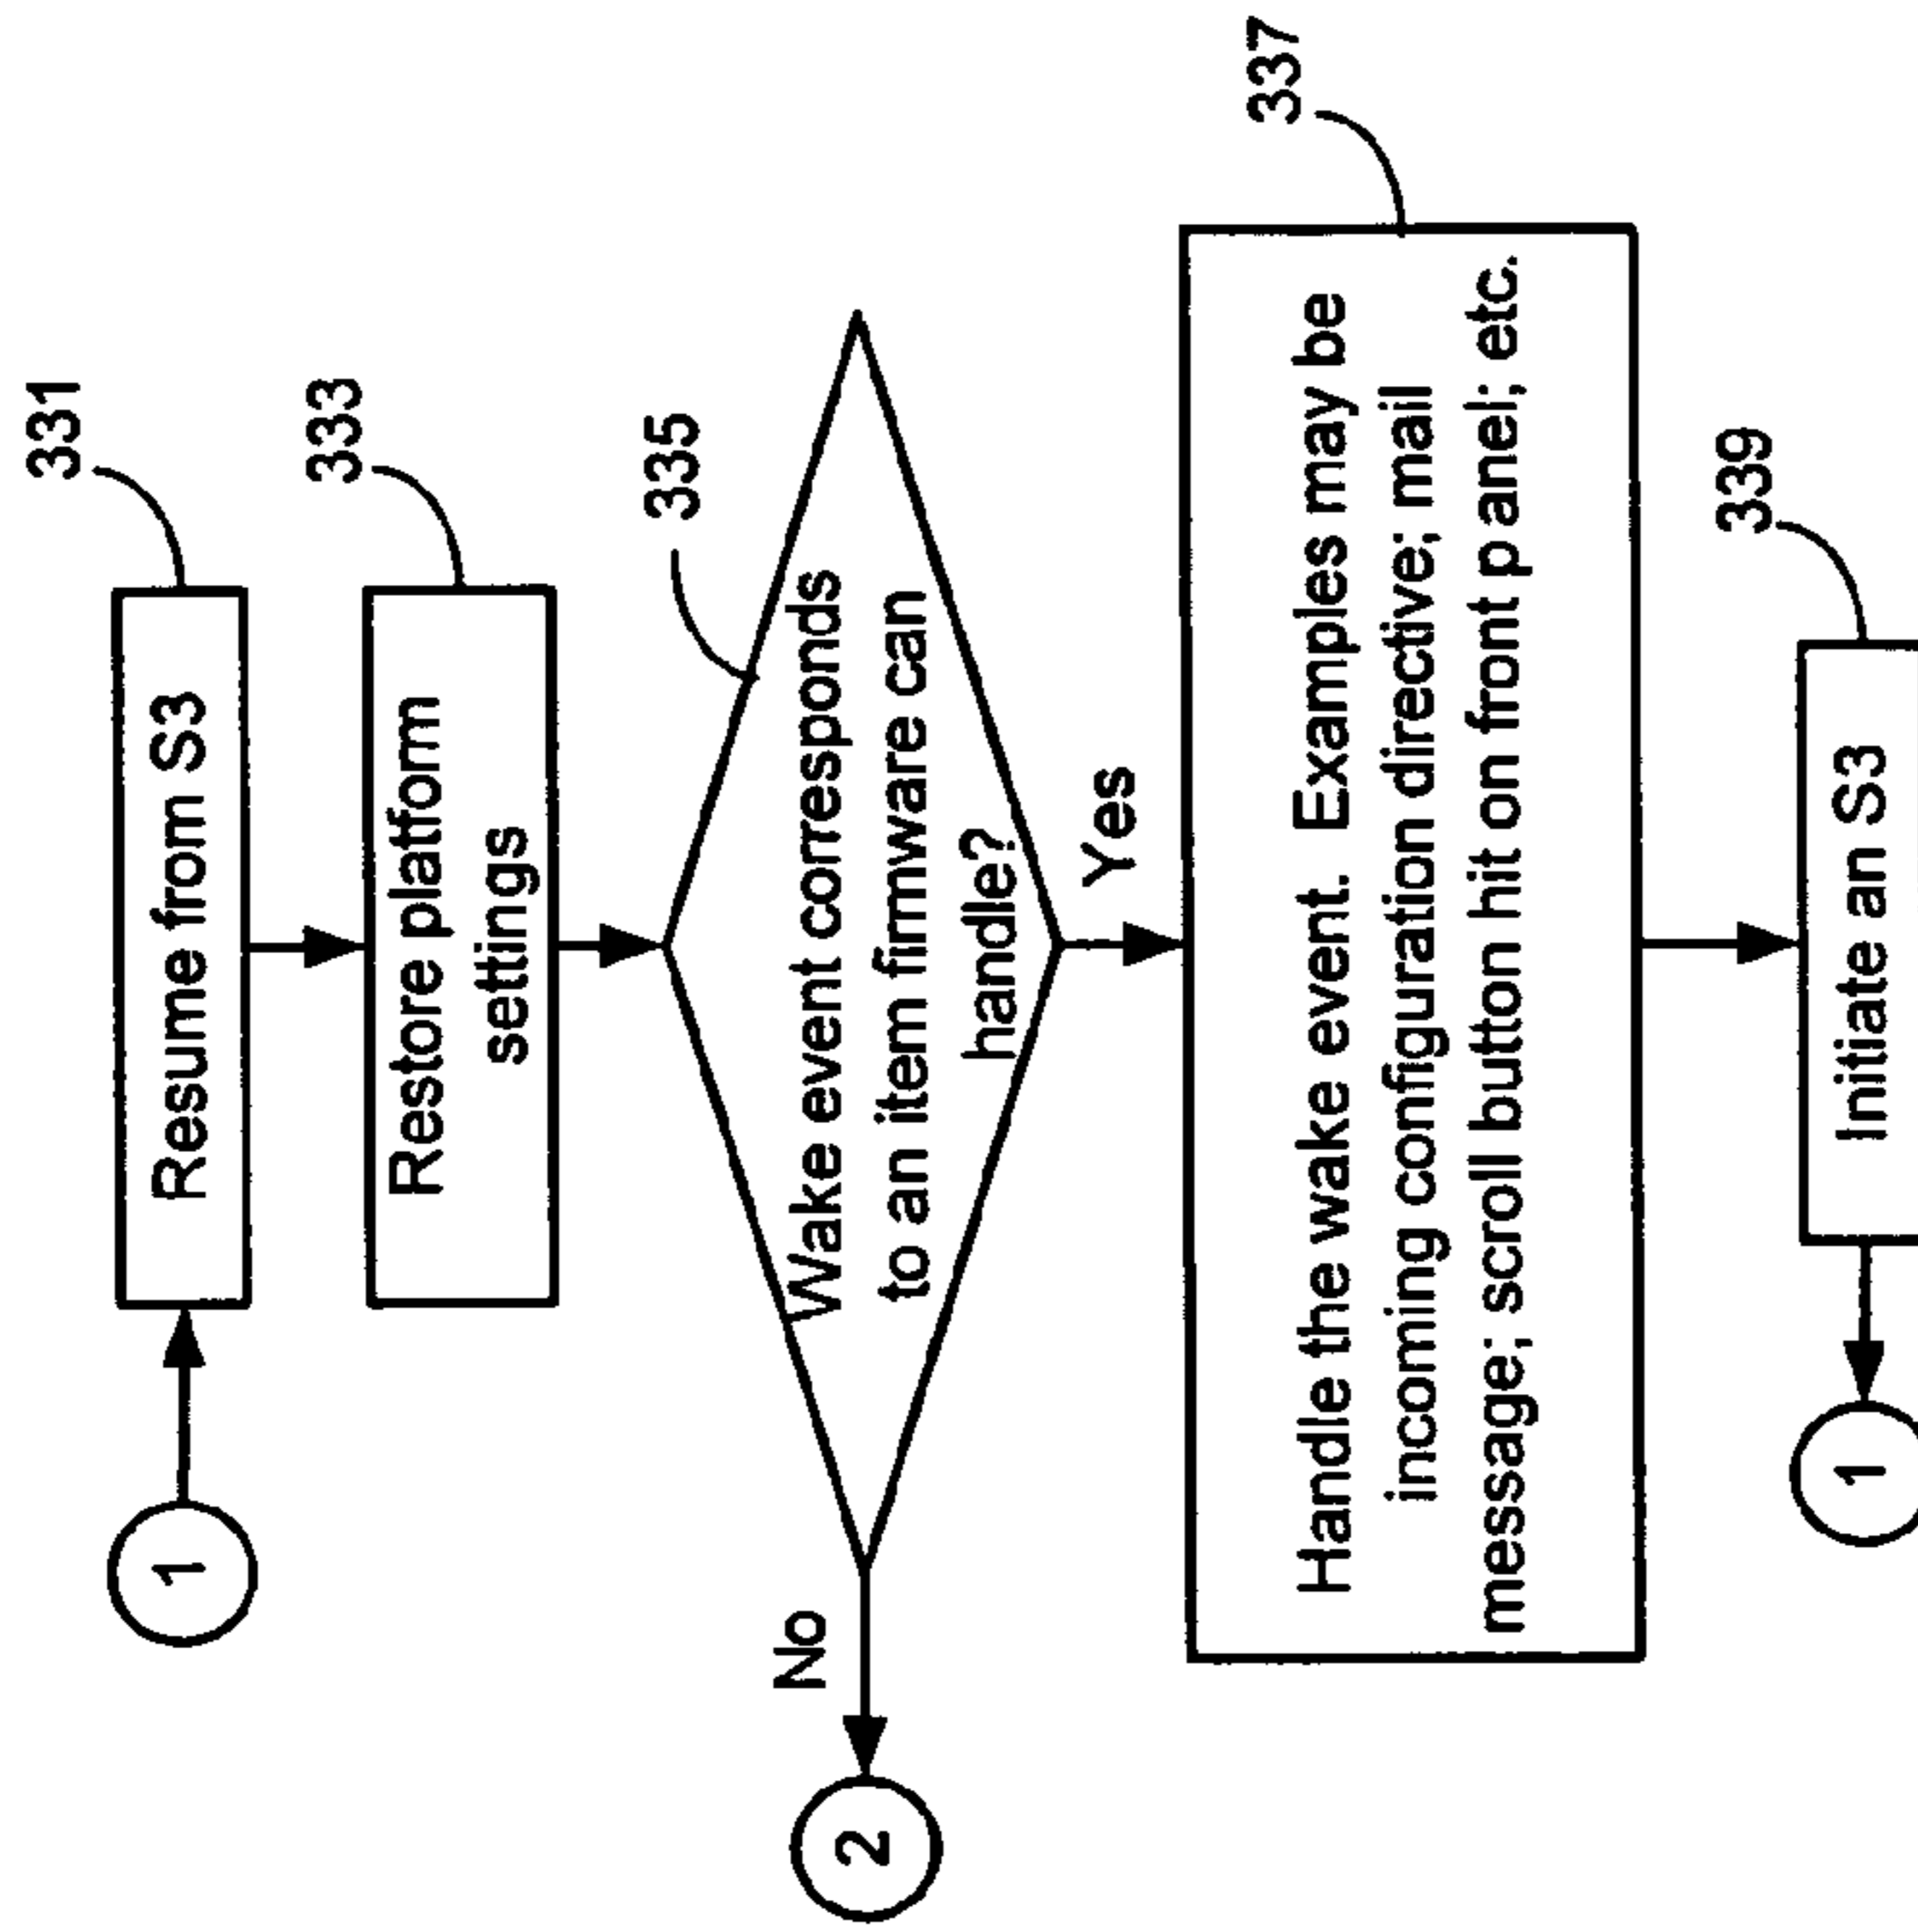 331
1
Resume from S3
333
Restore platform
settings
335
Wake event corresponds
to an item firmware can
handle?
No
2
Yes
337
Handle the wake event. Examples may be
incoming configuration directive; mail
message; scroll button hit on front p anel; etc.
339
Initiate an S3
1